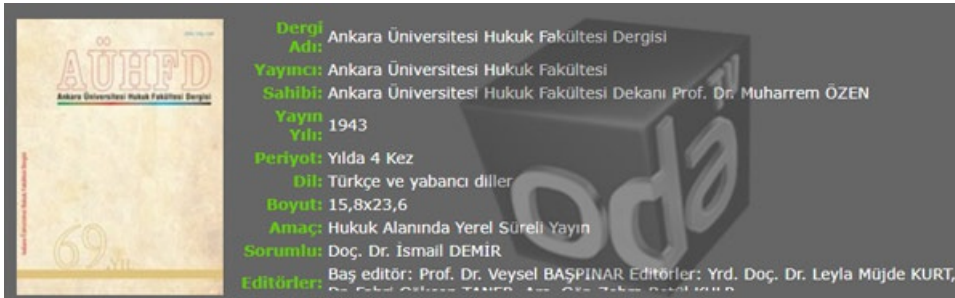 AÜHFD
Ankara Üniversitesi Hukuk Fakültesi Dergisi
69. YIL
Dergi Adı: Ankara Üniversitesi Hukuk Fakültesi Dergisi
Yayıncı: Ankara Üniversitesi Hukuk Fakültesi
Sahibi: Ankara Üniversitesi Hukuk Fakültesi Dekanı Prof. Dr. Muharrem ÖZEN
Yayın Yılı: 1943
Periyot: Yılda 4 Kez
Dil: Türkçe ve yabancı diller
Boyut: 15,8x23,6
Amaç: Hukuk Alanında Yerel Süreli Yayın
Sorumlu: Doç. Dr. İsmail DEMİR
Editörler: Baş editör: Prof. Dr. Veysel BAŞPINAR Editörler: Yrd. Doç. Dr. Leyla Müjde KURT,
oda TV